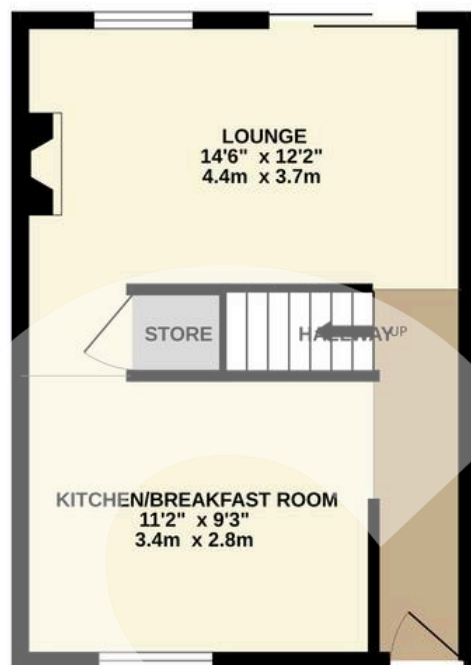 LOUNGE
14'6" x 12'2"
4.4m x 3.7m
STORE
HALLWAY
UP
KITCHEN/BREAKFAST ROOM
11'2" x 9'3"
3.4m x 2.8m